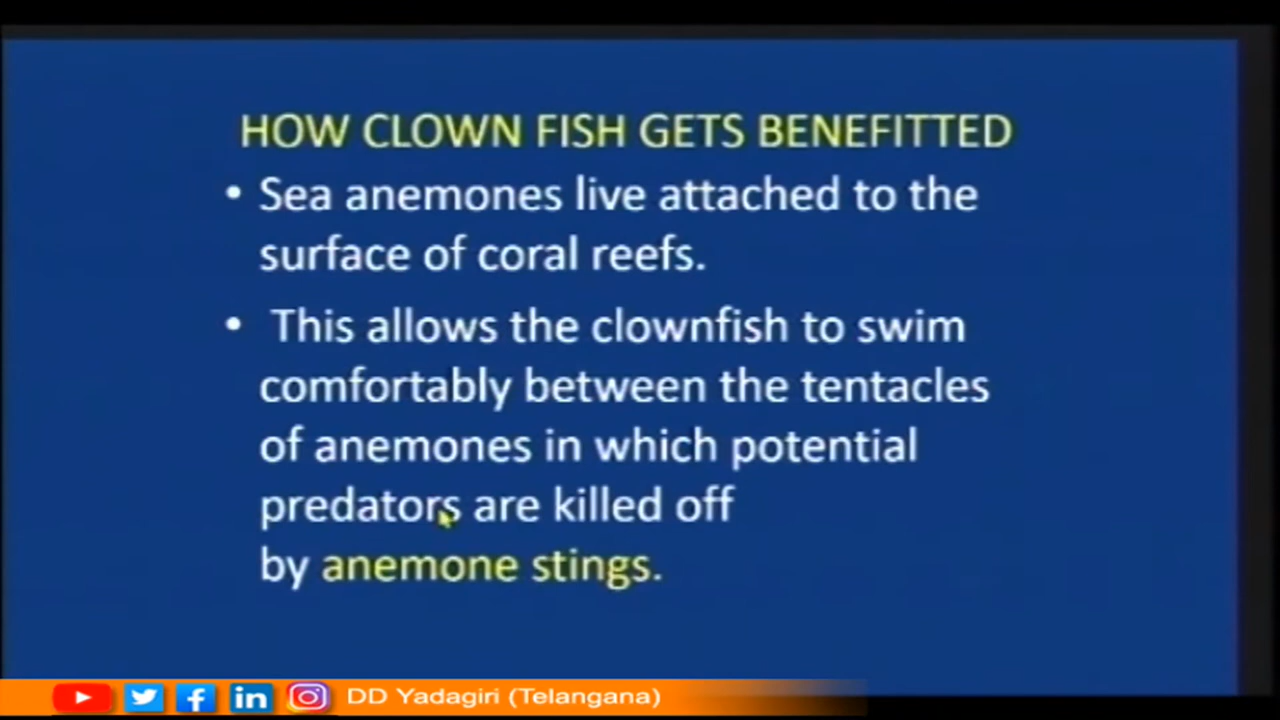 HOW CLOWN FISH GETS BENEFITTED
• Sea anemones live attached to the
surface of coral reefs.
• This allows the clownfish to swim
comfortably between the tentacles
of anemones in which potential
predators are killed off
by anemone stings.
DD Yadagiri (Telangana)